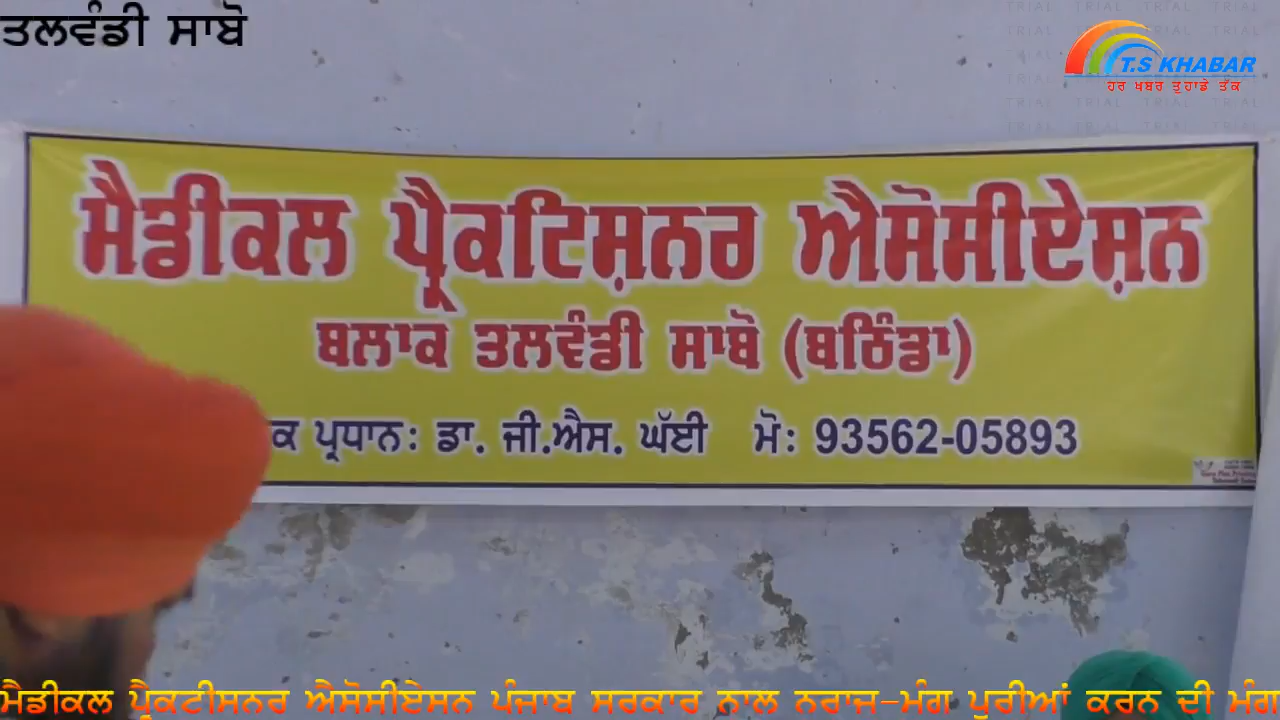 ਤਲਵੰਡੀ ਸਾਬੋ
T.S KHABAR
ਹਰ ਖਬਰ ਤੁਹਾਡੇ ਤੱਕ
ਮੈਡੀਕਲ ਪ੍ਰੈਕਟਿਸ਼ਨਰ ਐਸੋਸੀਏਸ਼ਨ
ਬਲਾਕ ਤਲਵੰਡੀ ਸਾਬੋ (ਬਠਿੰਡਾ)
ਕ ਪ੍ਰਧਾਨ: ਡਾ. ਜੀ.ਐਸ. ਘੱਈ ਮੋ: 93562-05893
ਮੈਡੀਕਲ ਪ੍ਰੈਕਟੀਸਨਰ ਐਸੋਸੀਏਸਨ ਪੰਜਾਬ ਸਰਕਾਰ ਨਾਲ ਨਰਾਜ-ਮੰਗ ਪੂਰੀਆਂ ਕਰਨ ਦੀ ਮੰਗ